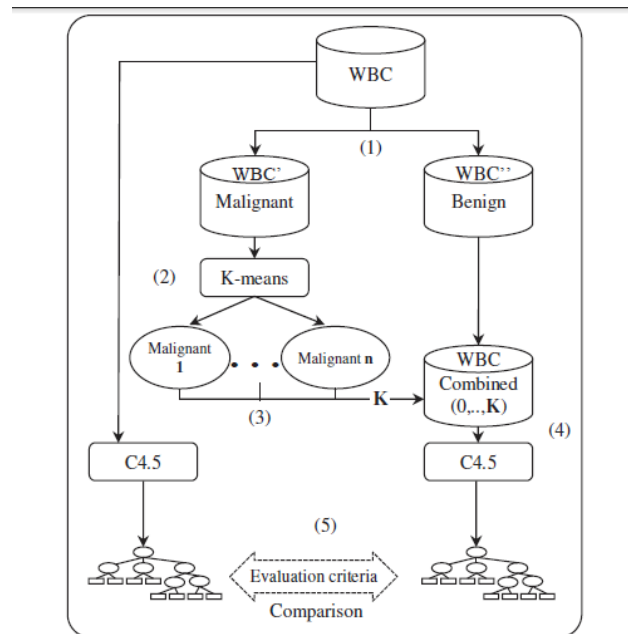 WBC
(1)
WBC’
Malignant
WBC’’
Benign
(2)
K-means
Malignant
1
• • •
Malignant n
WBC
Combined
(0,..,K)
K
(3)
(4)
C4.5
C4.5
(5)
Evaluation criteria
Comparison